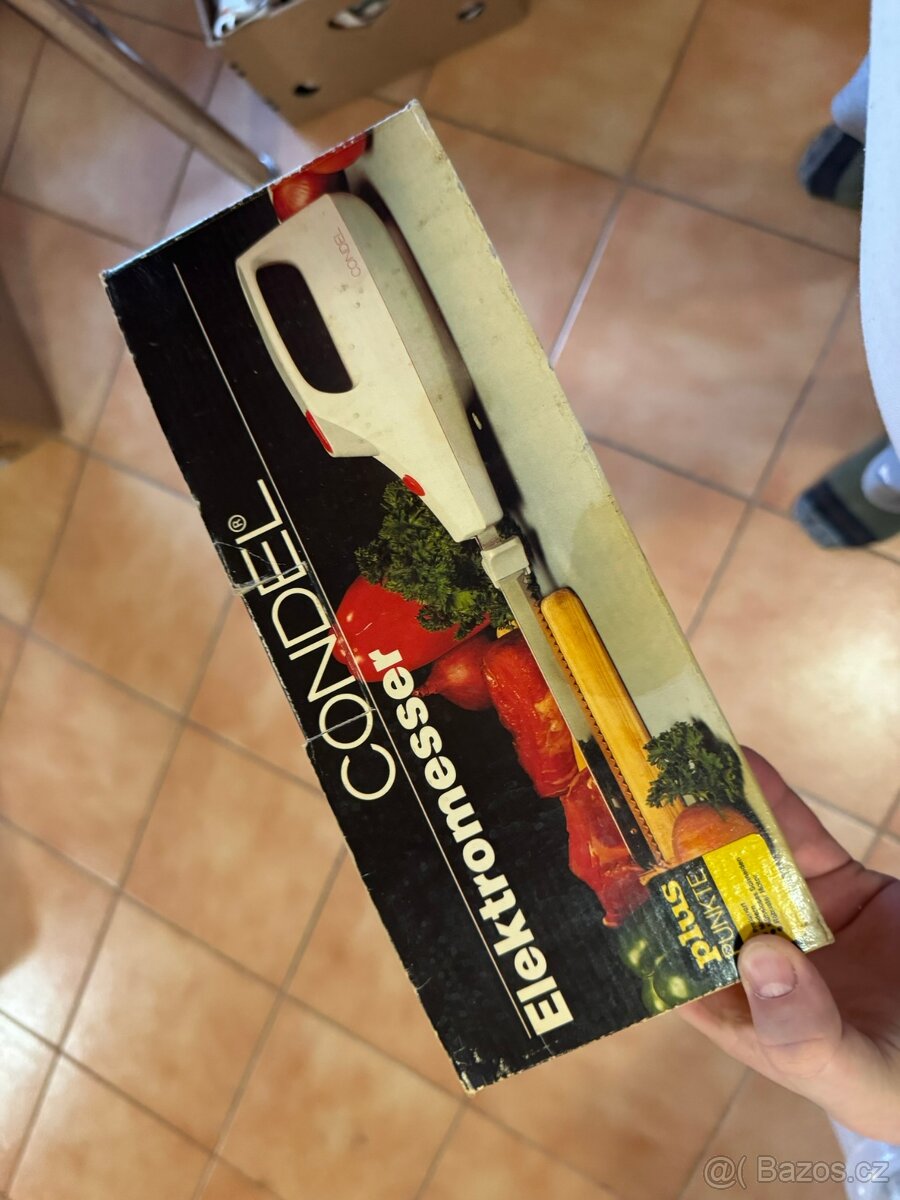 CONDEL®
Elektromesser
CONDEL
plus
PUNKTE
@( Bazos.cz